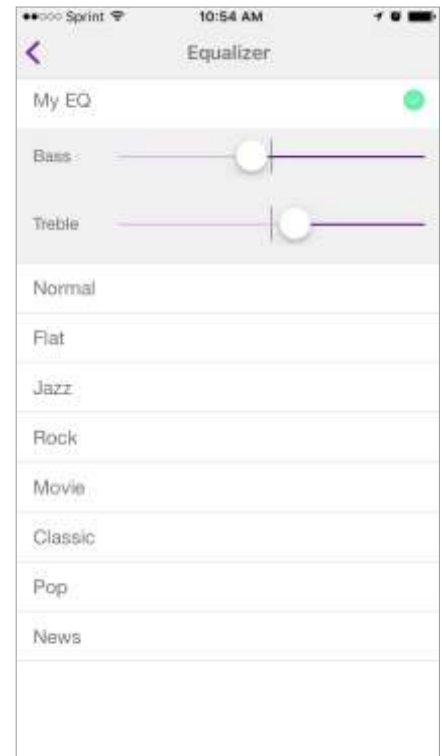 Sprint 10:54 AM
Equalizer
My EQ
Bass
Treble
Normal
Flat
Jazz
Rock
Movie
Classic
Pop
News